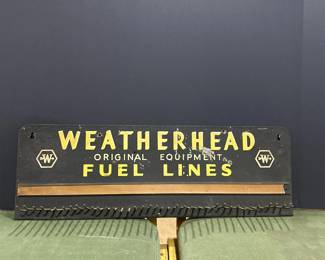 WEATHERHEAD
W ORIGINAL EQUIPMENT W
FUEL LINES